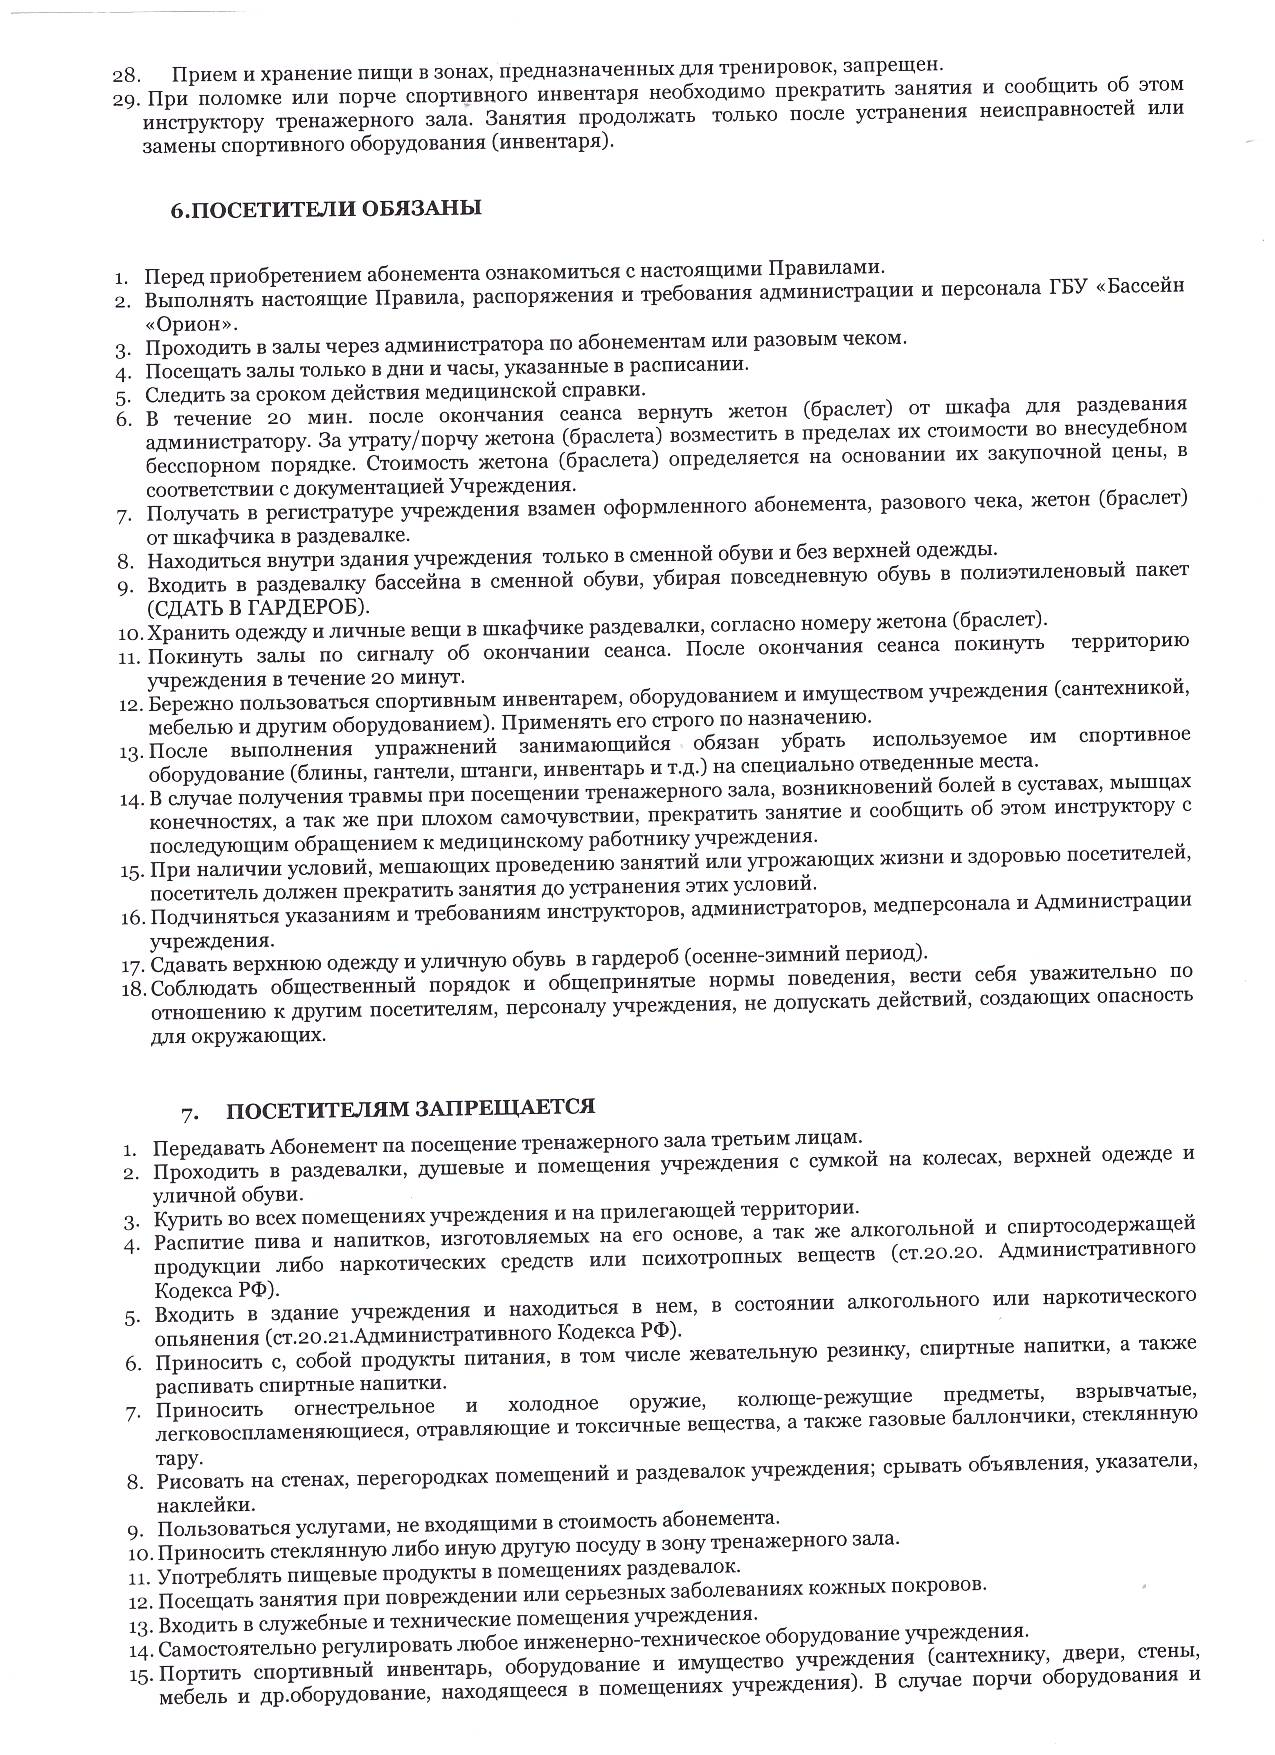 28. Прием и хранение пищи в зонах, предназначенных для тренировок, запрещен.
29. При поломке или порче спортивного инвентаря необходимо прекратить занятия и сообщить об этом
инструктору тренажерного зала. Занятия продолжать только после устранения неисправностей или
замены спортивного оборудования (инвентаря).
6.ПОСЕТИТЕЛИ ОБЯЗАНЫ
1. Перед приобретением абонемента ознакомиться с настоящими Правилами.
2. Выполнять настоящие Правила, распоряжения и требования администрации и персонала ГБУ «Бассейн
«Орион».
3. Проходить в залы через администратора по абонементам или разовым чеком.
4. Посещать залы только в дни и часы, указанные в расписании.
5. Следить за сроком действия медицинской справки.
6. В течение 20 мин. после окончания сеанса вернуть жетон (браслет) от шкафа для раздевания
администратору. За утрату/порчу жетона (браслета) возместить в пределах их стоимости во внесудебном
бесспорном порядке. Стоимость жетона (браслета) определяется на основании их закупочной цены, в
соответствии с документацией Учреждения.
7. Получать в регистратуре учреждения взамен оформленного абонемента, разового чека, жетон (браслет)
от шкафчика в раздевалке.
8. Находиться внутри здания учреждения только в сменной обуви и без верхней одежды.
9. Входить в раздевалку бассейна в сменной обуви, убирая повседневную обувь в полиэтиленовый пакет
(СДАТЬ В ГАРДЕРОБ).
10. Хранить одежду и личные вещи в шкафчике раздевалки, согласно номеру жетона (браслет).
11. Покинуть залы по сигналу об окончании сеанса. После окончания сеанса покинуть территорию
учреждения в течение 20 минут.
12. Бережно пользоваться спортивным инвентарем, оборудованием и имуществом учреждения (сантехникой,
мебелью и другим оборудованием). Применять его строго по назначению.
13. После выполнения упражнений занимающийся обязан убрать используемое им спортивное
оборудование (блины, гантели, штанги, инвентарь и т.д.) на специально отведенные места.
14. В случае получения травмы при посещении тренажерного зала, возникновений болей в суставах, мышцах
конечностях, а так же при плохом самочувствии, прекратить занятие и сообщить об этом инструктору с
последующим обращением к медицинскому работнику учреждения.
15. При наличии условий, мешающих проведению занятий или угрожающих жизни и здоровью посетителей,
посетитель должен прекратить занятия до устранения этих условий.
16. Подчиняться указаниям и требованиям инструкторов, администраторов, медперсонала и Администрации
учреждения.
17. Сдавать верхнюю одежду и уличную обувь в гардероб (осенне-зимний период).
18. Соблюдать общественный порядок и общепринятые нормы поведения, вести себя уважительно по
отношению к другим посетителям, персоналу учреждения, не допускать действий, создающих опасность
для окружающих.
7. ПОСЕТИТЕЛЯМ ЗАПРЕЩАЕТСЯ
1. Передавать Абонемент па посещение тренажерного зала третьим лицам.
2. Проходить в раздевалки, душевые и помещения учреждения с сумкой на колесах, верхней одежде и
уличной обуви.
3. Курить во всех помещениях учреждения и на прилегающей территории.
4. Распитие пива и напитков, изготовляемых на его основе, а так же алкогольной и спиртосодержащей
продукции либо наркотических средств или психотропных веществ (ст.20.20. Административного
Кодекса РФ).
5. Входить в здание учреждения и находиться в нем, в состоянии алкогольного или наркотического
опьянения (ст.20.21.Административного Кодекса РФ).
6. Приносить с, собой продукты питания, в том числе жевательную резинку, спиртные напитки, а также
распивать спиртные напитки.
7. Приносить огнестрельное и холодное оружие, колюще-режущие предметы, взрывчатые,
легковоспламеняющиеся, отравляющие и токсичные вещества, а также газовые баллончики, стеклянную
тару.
8. Рисовать на стенах, перегородках помещений и раздевалок учреждения; срывать объявления, указатели,
наклейки.
9. Пользоваться услугами, не входящими в стоимость абонемента.
10. Приносить стеклянную либо иную другую посуду в зону тренажерного зала.
11. Употреблять пищевые продукты в помещениях раздевалок.
12. Посещать занятия при повреждении или серьезных заболеваниях кожных покровов.
13. Входить в служебные и технические помещения учреждения.
14. Самостоятельно регулировать любое инженерно-техническое оборудование учреждения.
15. Портить спортивный инвентарь, оборудование и имущество учреждения (сантехнику, двери, стены,
мебель и др.оборудование, находящееся в помещениях учреждения). В случае порчи оборудования и